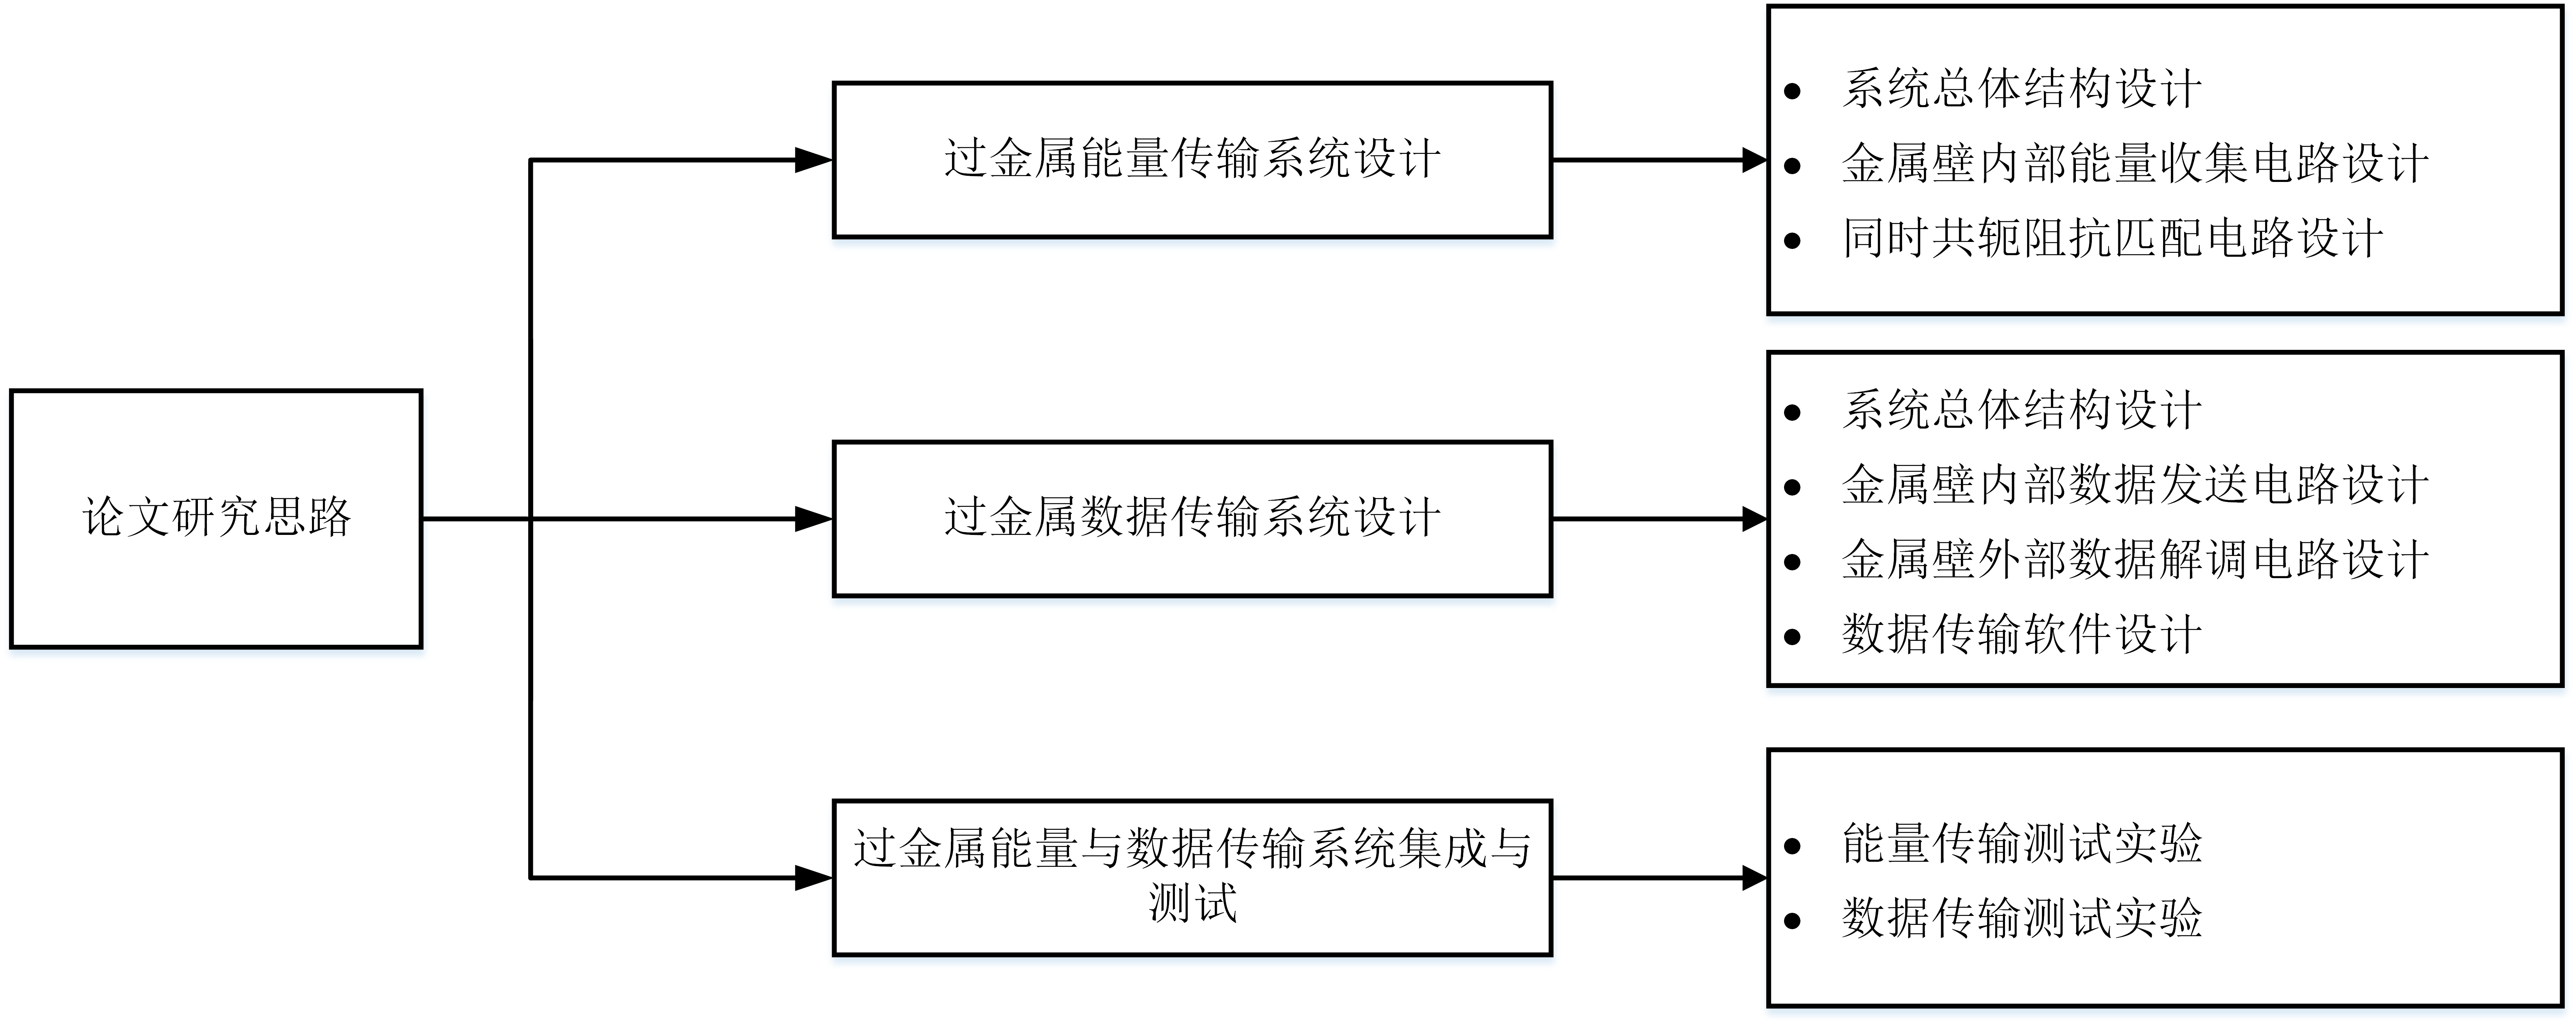 论文研究思路
过金属能量传输系统设计
系统总体结构设计
金属壁内部能量收集电路设计
同时共轭阻抗匹配电路设计
过金属数据传输系统设计
系统总体结构设计
金属壁内部数据发送电路设计
金属壁外部数据解调电路设计
数据传输软件设计
过金属能量与数据传输系统集成与
测试
能量传输测试实验
数据传输测试实验